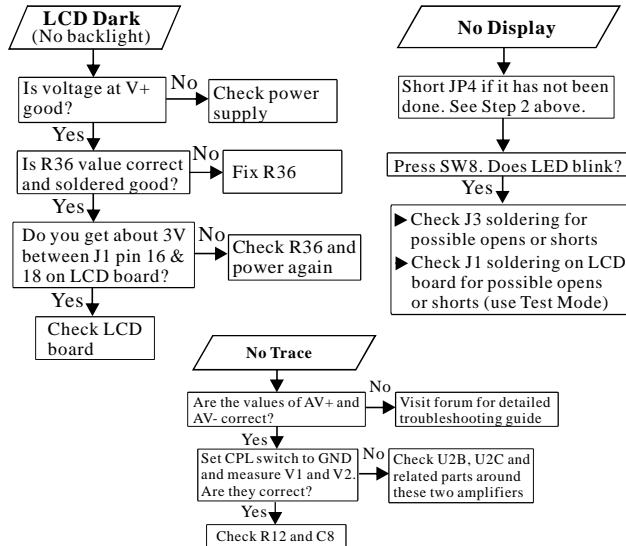 LCD Dark
(No backlight)
Is voltage at V+
good?
No
Check power
supply
Yes
Is R36 value correct
and soldered good?
No
Fix R36
Yes
Do you get about 3V
between J1 pin 16 &
18 on LCD board?
No
Check R36 and
power again
Yes
Check LCD
board
No Display
Short JP4 if it has not been
done. See Step 2 above.
Press SW8. Does LED blink?
Yes
▶ Check J3 soldering for
possible opens or shorts
▶ Check J1 soldering on LCD
board for possible opens
or shorts (use Test Mode)
No Trace
Are the values of AV+ and
AV- correct?
No
Visit forum for detailed
troubleshooting guide
Yes
Set CPL switch to GND
and measure V1 and V2.
Are they correct?
No
Check U2B, U2C and
related parts around
these two amplifiers
Yes
Check R12 and C8